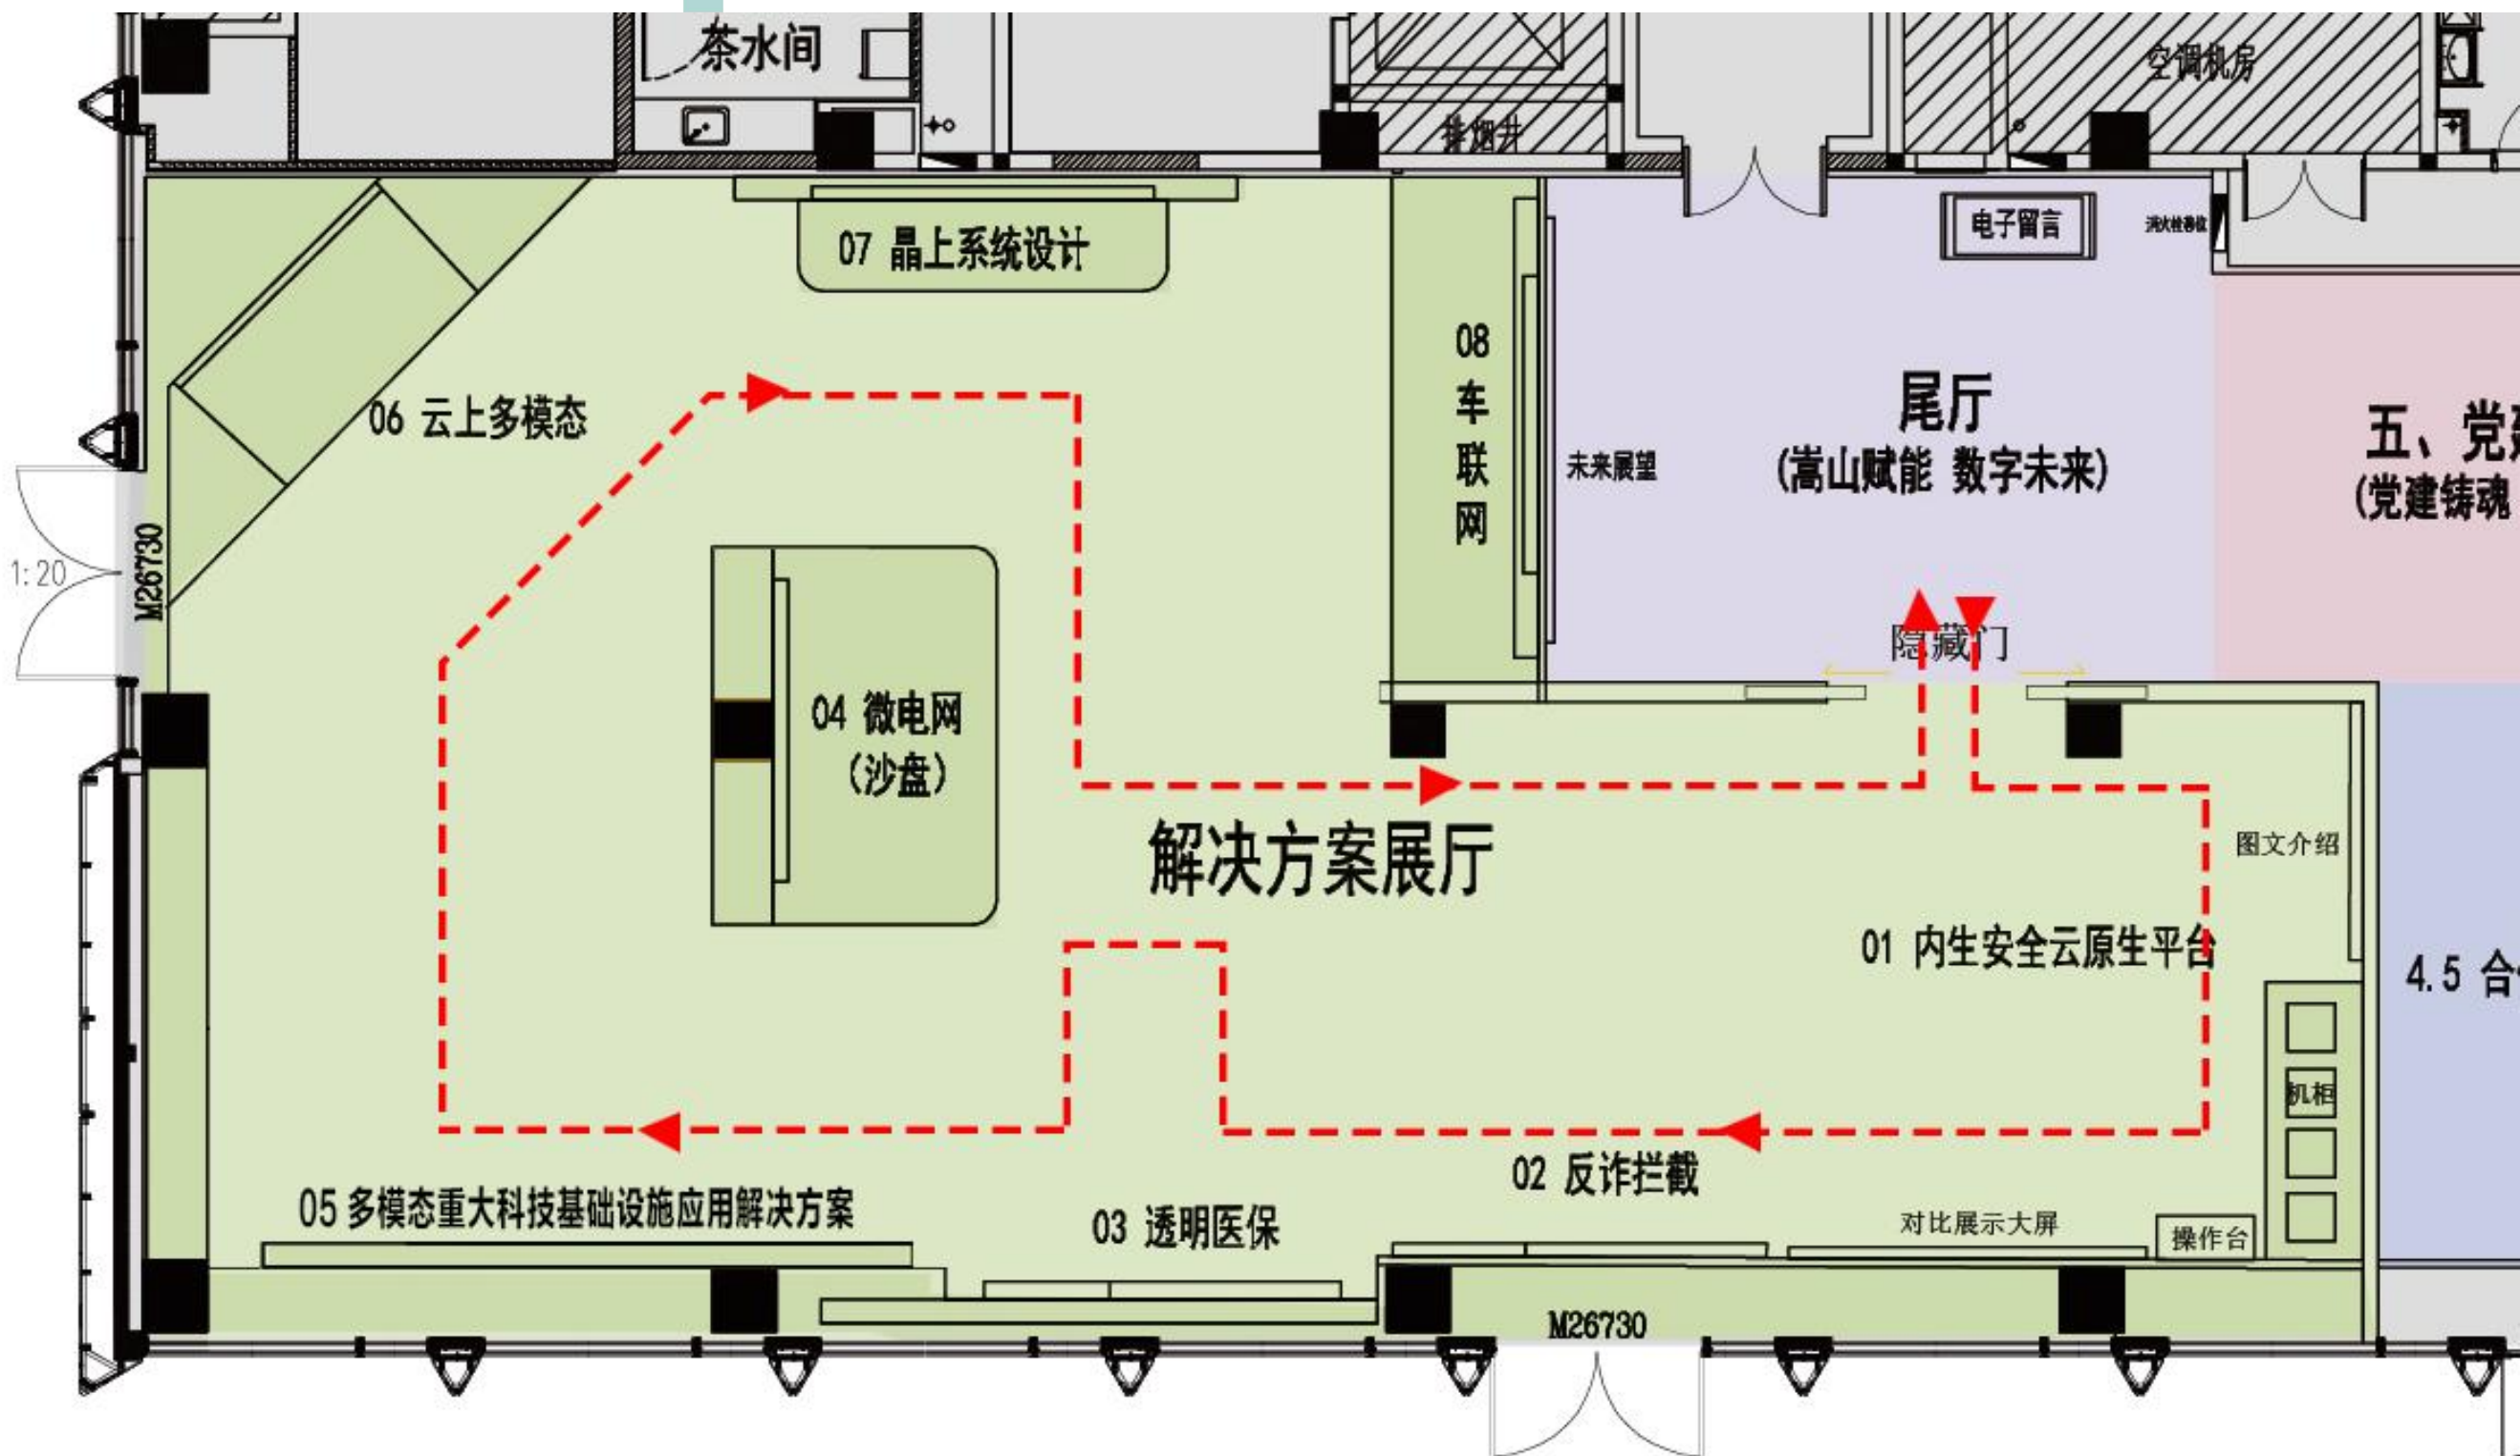 茶水间
空调机房
排烟井
07 晶上系统设计
电子留言
消火栓移位
08
车
联
网
06 云上多模态
尾厅
(嵩山赋能 数字未来)
未来展望
五、党建
(党建铸魂
1:20
M26730
隐藏门
04 微电网
(沙盘)
解决方案展厅
图文介绍
01 内生安全云原生平台
4.5 合
机柜
02 反诈拦截
05 多模态重大科技基础设施应用解决方案
03 透明医保
对比展示大屏
操作台
M26730